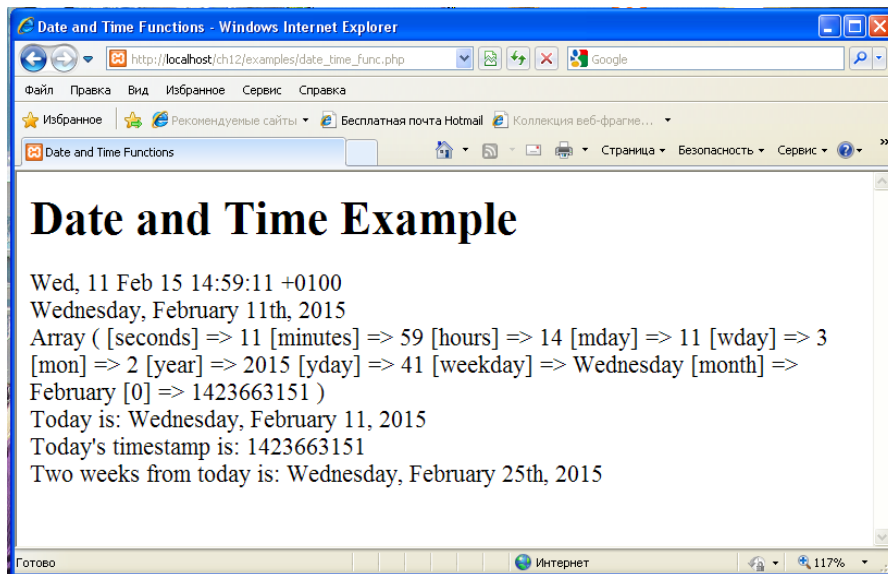 Date and Time Functions - Windows Internet Explorer
http://localhost/ch12/examples/date_time_func.php
Google
Файл Правка Вид Избранное Сервис Справка
Избранное Рекомендуемые сайты Бесплатная почта Hotmail Коллекция веб-фрагме...
Date and Time Functions Страница Безопасность Сервис »
Date and Time Example
Wed, 11 Feb 15 14:59:11 +0100
Wednesday, February 11th, 2015
Array ( [seconds] => 11 [minutes] => 59 [hours] => 14 [mday] => 11 [wday] => 3
[mon] => 2 [year] => 2015 [yday] => 41 [weekday] => Wednesday [month] =>
February [0] => 1423663151 )
Today is: Wednesday, February 11, 2015
Today's timestamp is: 1423663151
Two weeks from today is: Wednesday, February 25th, 2015
Готово Интернет 117%